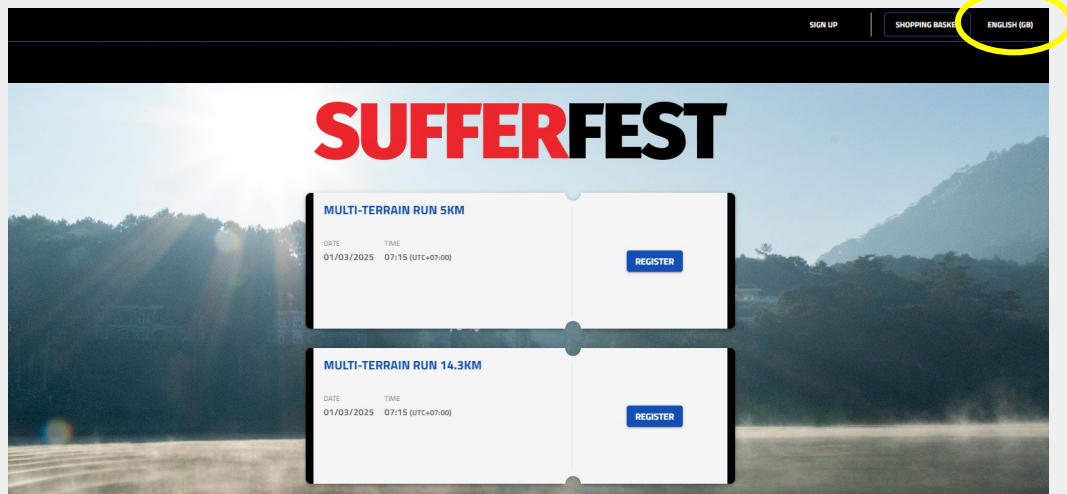 SIGN UP
SHOPPING BASKE
ENGLISH (GB)
SUFFERFEST
MULTI-TERRAIN RUN 5KM
DATE TIME
01/03/2025 07:15 (UTC+07:00)
REGISTER
MULTI-TERRAIN RUN 14.3KM
DATE TIME
01/03/2025 07:15 (UTC+07:00)
REGISTER